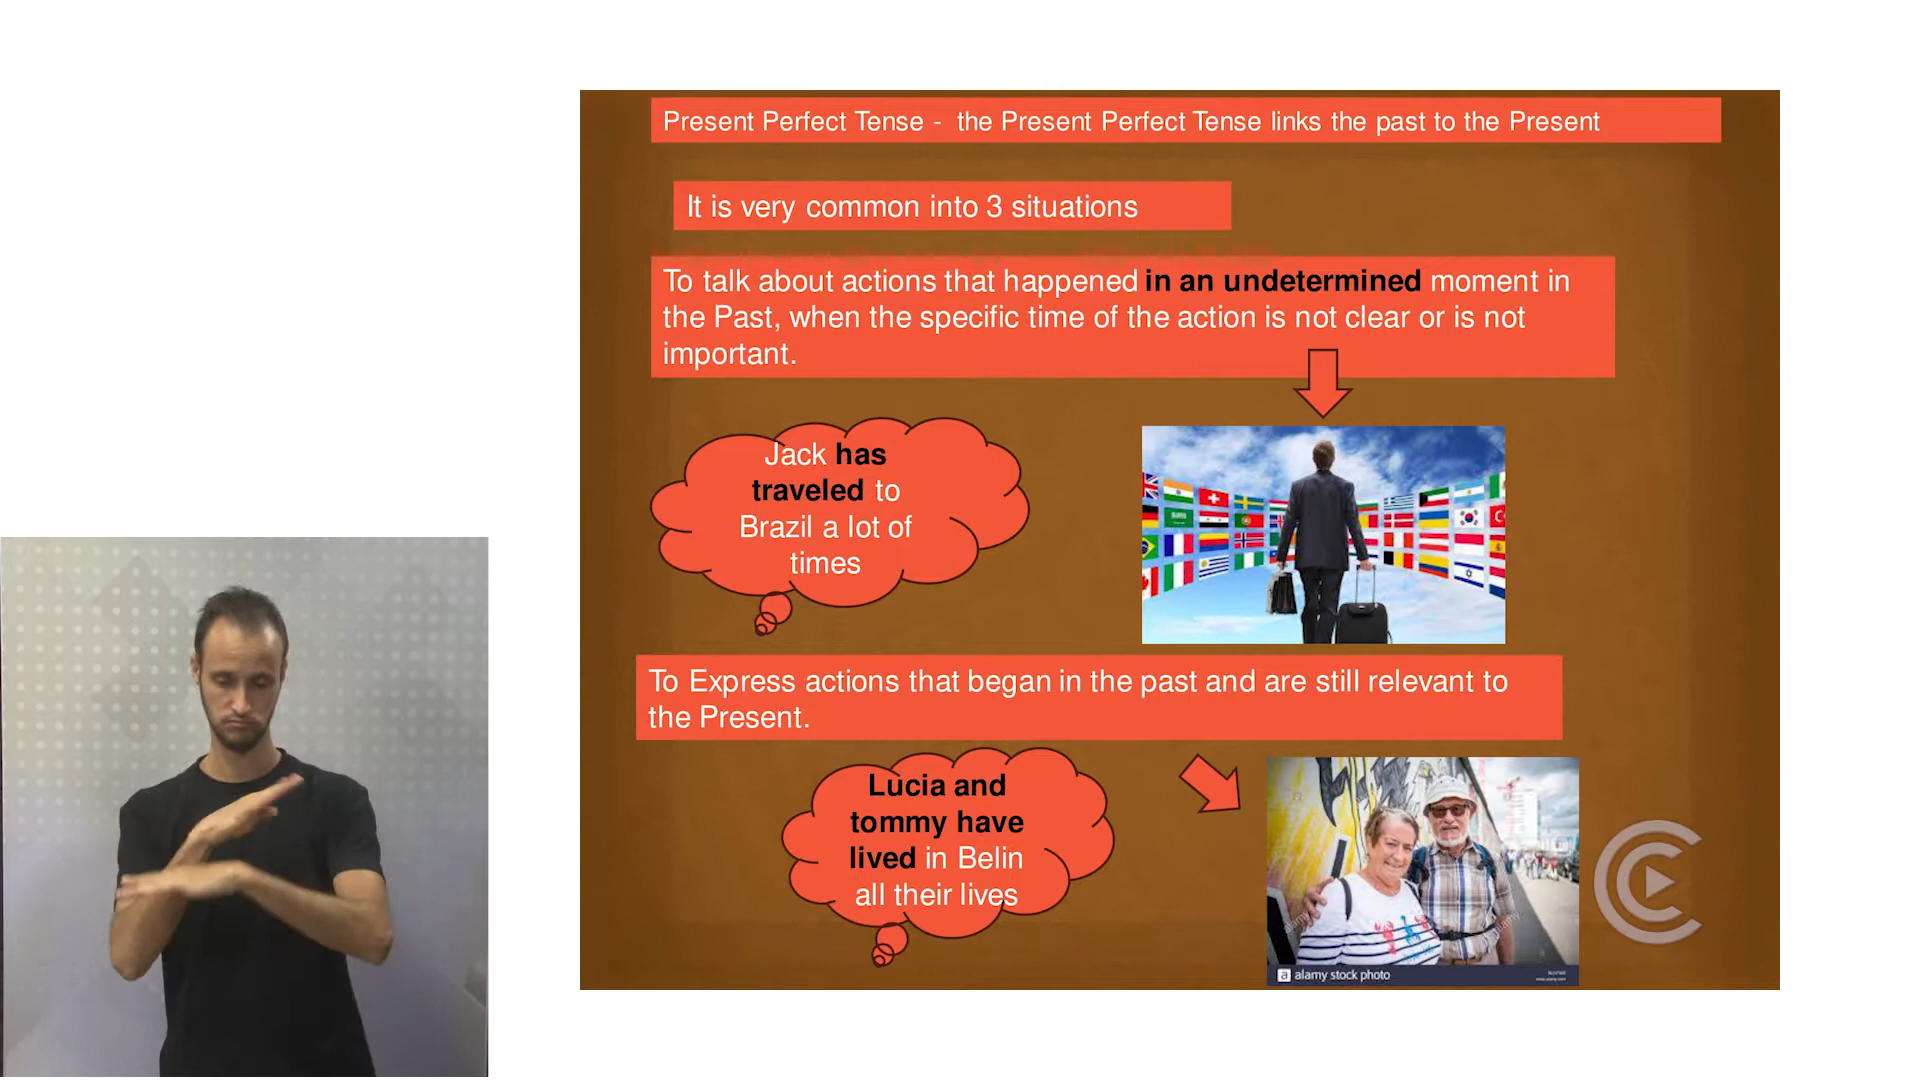 Present Perfect Tense - the Present Perfect Tense links the past to the Present
It is very common into 3 situations
To talk about actions that happened in an undetermined moment in
the Past, when the specific time of the action is not clear or is not
important.
Jack has
traveled to
Brazil a lot of
times
To Express actions that began in the past and are still relevant to
the Present.
Lucia and
tommy have
lived in Belin
all their lives
a alamy stock photo